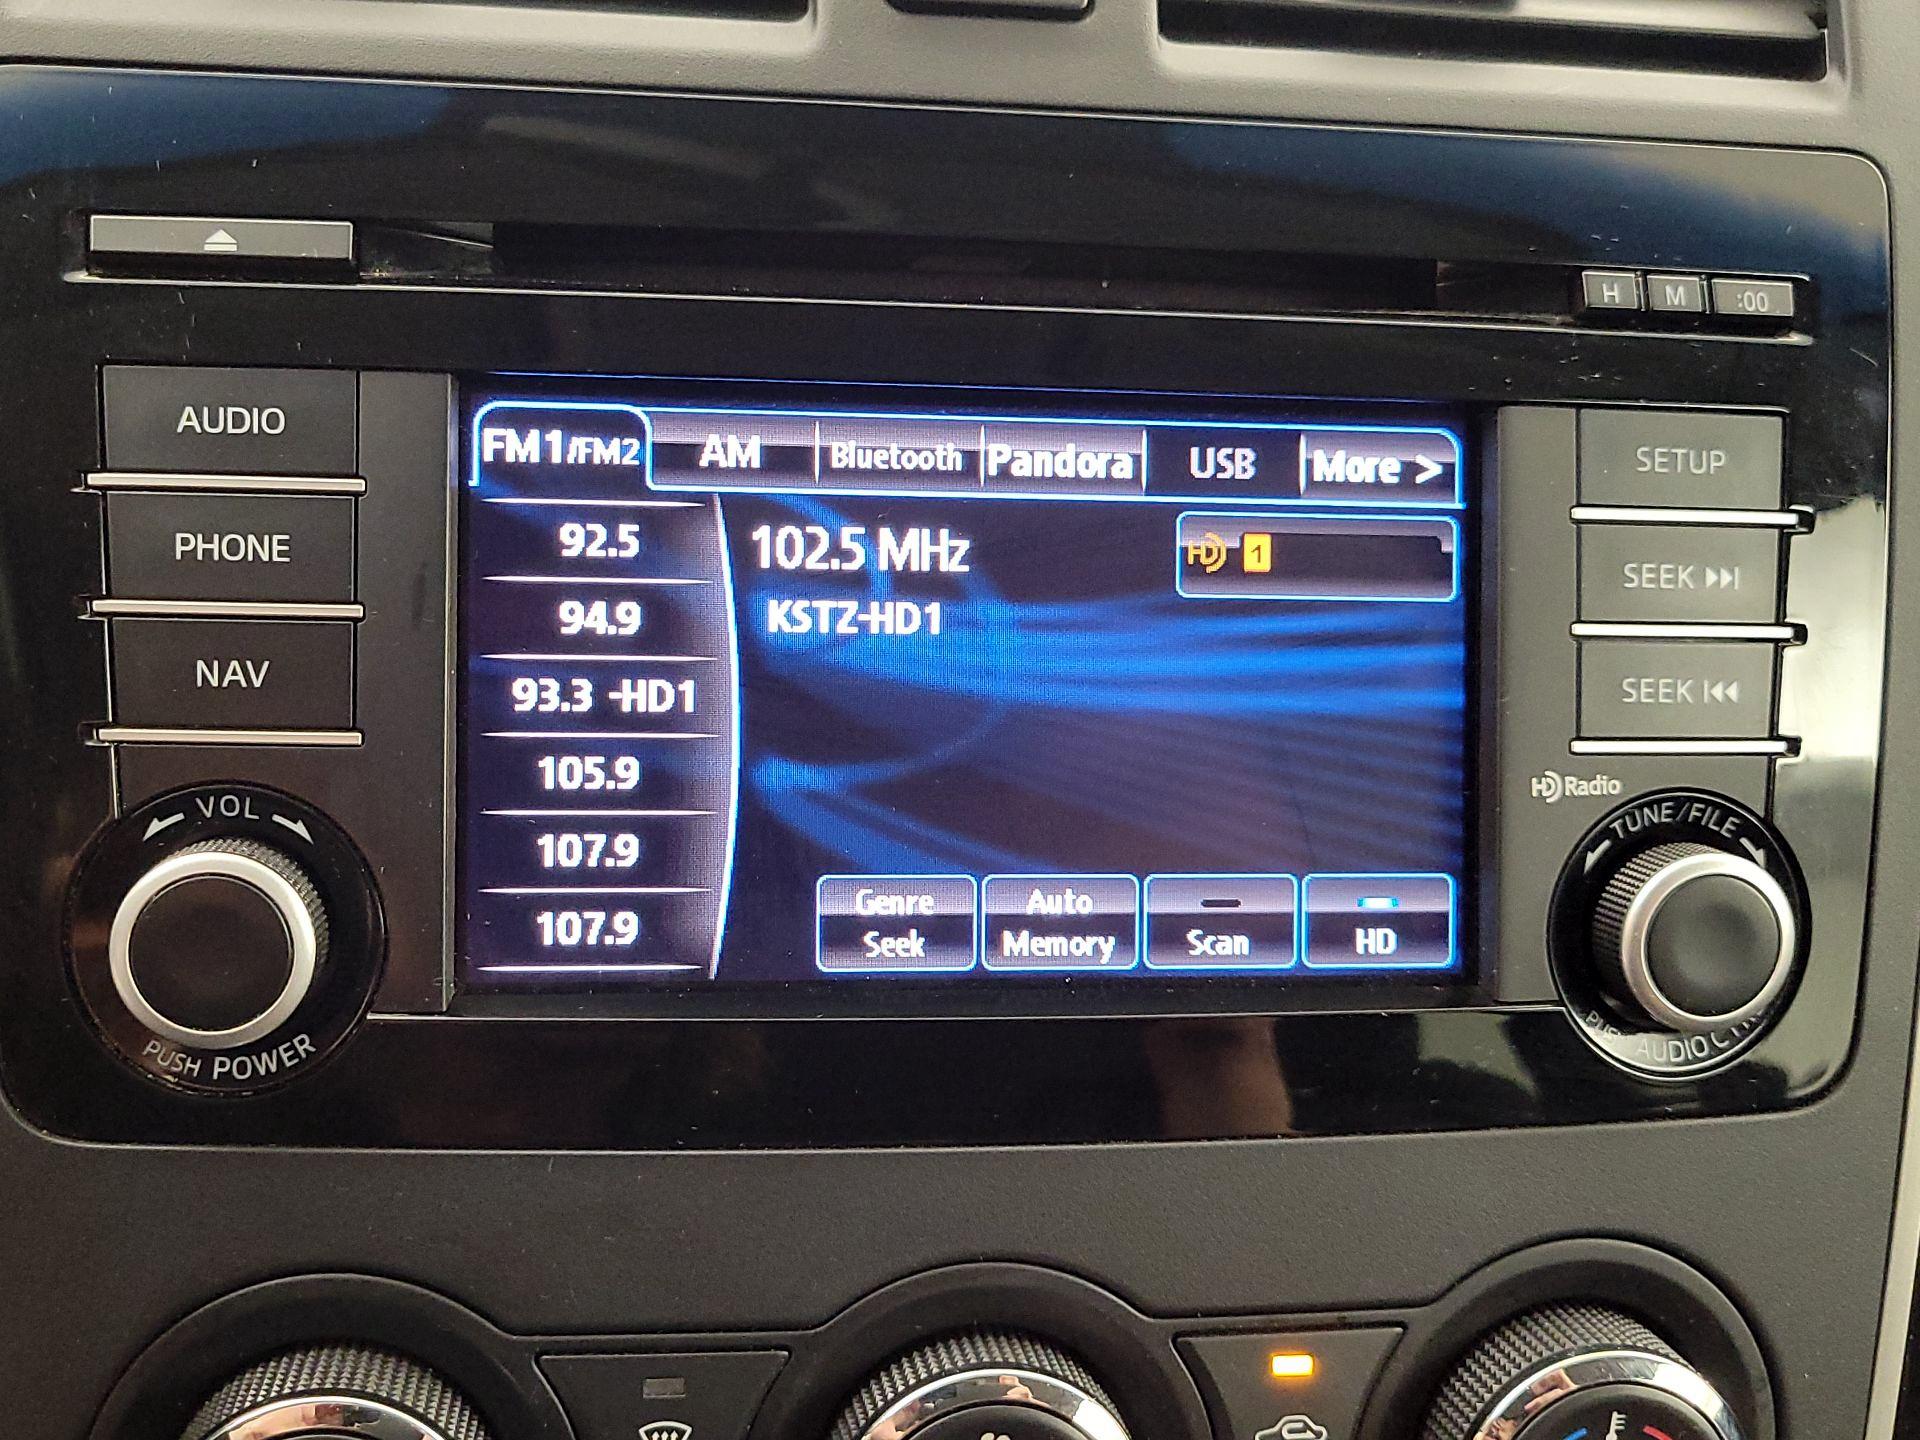 H M :00
AUDIO
PHONE
NAV
VOL
PUSH POWER
FM1/FM2 AM Bluetooth Pandora USB More >
92.5
94.9
93.3 -HD1
105.9
107.9
107.9
102.5 MHz
HD 1
KSTZ-HD1
Genre Seek
Auto Memory
Scan
HD
SETUP
SEEK
SEEK
HD Radio
TUNE/FILE
AUDIO